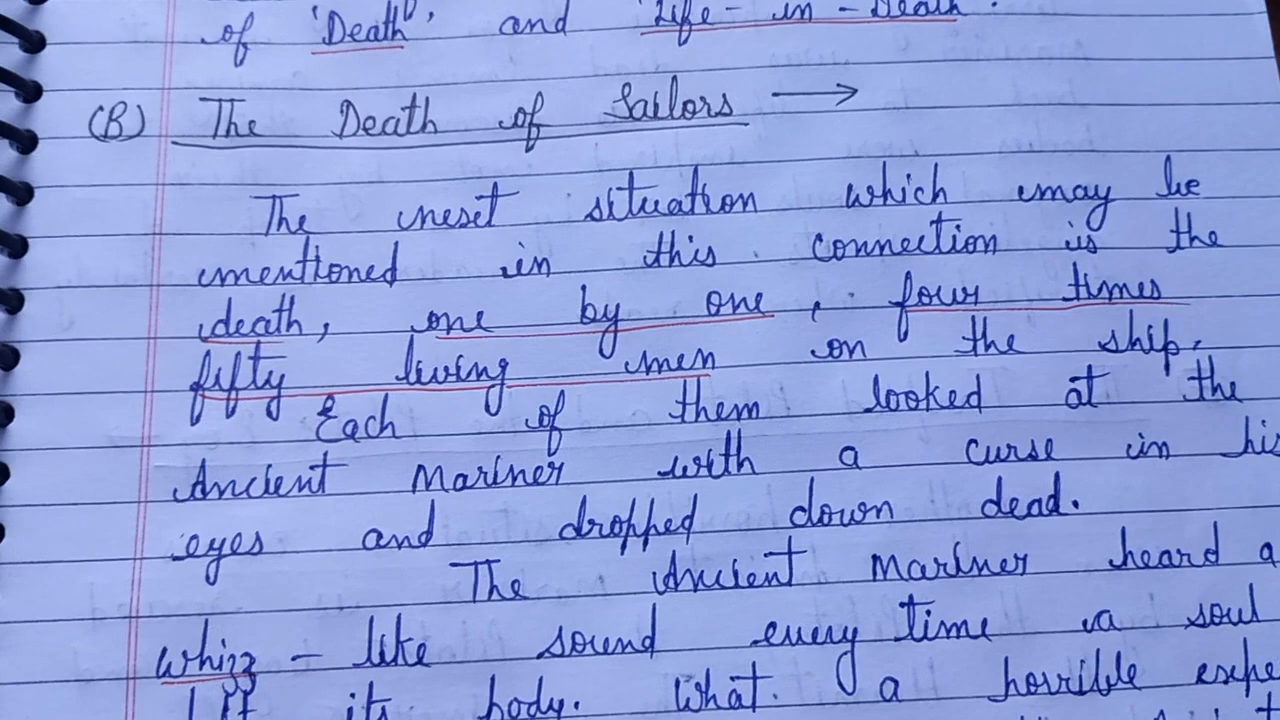 of 'Death', and 'Life-in-Death'.
(B) The Death of Sailors →
The next situation which may be
mentioned in this connection is the
death, one by one, four times
fifty living men on the ship.
Each of them looked at the
Ancient Mariner with a curse in his
eyes and dropped down dead.
The Ancient Mariner heard a
whizz - like sound every time a soul
its body. What a horrible